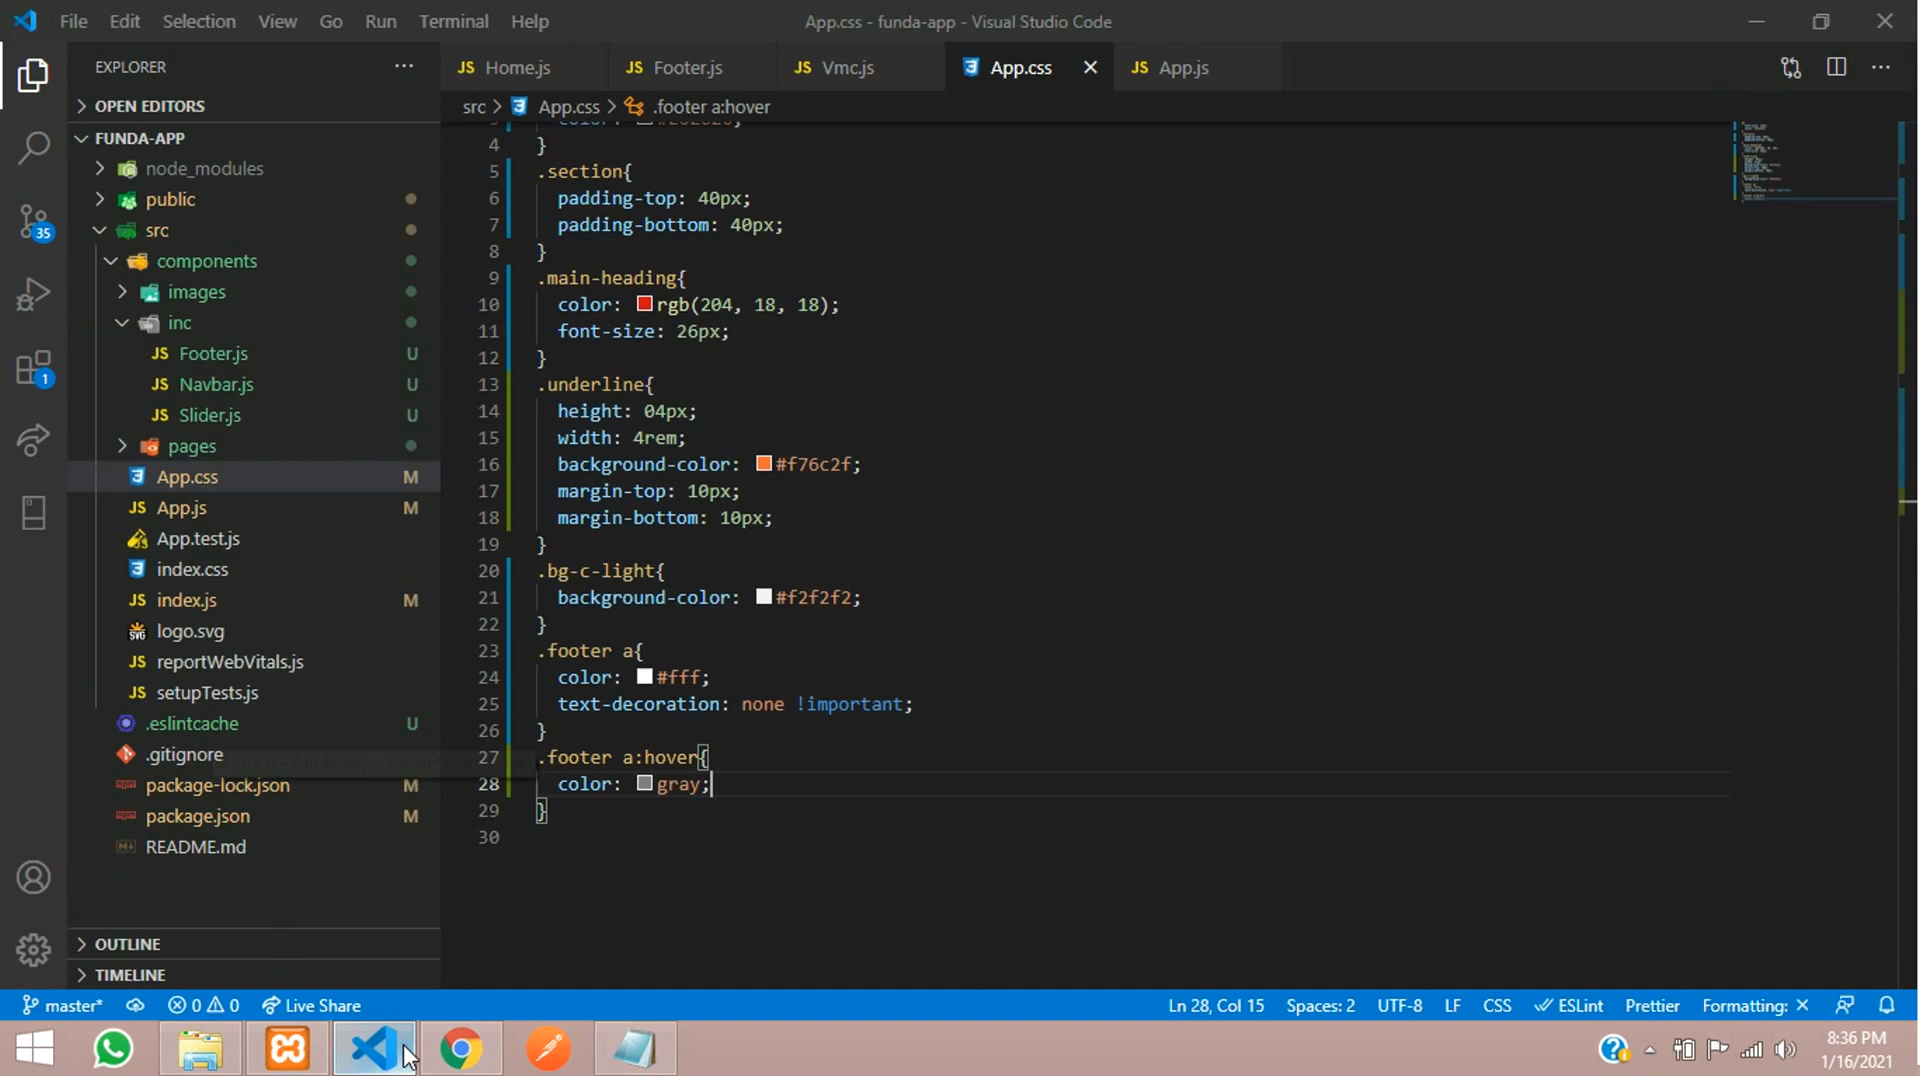 File Edit Selection View Go Run Terminal Help App.css - funda-app - Visual Studio Code
EXPLORER
OPEN EDITORS
FUNDA-APP
node_modules
public
src
components
images
inc
JS Footer.js U
JS Navbar.js U
JS Slider.js U
pages
App.css M
JS App.js M
App.test.js
index.css
JS index.js M
logo.svg
JS reportWebVitals.js
JS setupTests.js
.eslintcache U
.gitignore
package-lock.json M
package.json M
README.md
OUTLINE
TIMELINE
35
1
JS Home.js JS Footer.js JS Vmc.js App.css JS App.js
src > App.css > .footer a:hover
4 }
5 .section{
6 padding-top: 40px;
7 padding-bottom: 40px;
8 }
9 .main-heading{
10 color: rgb(204, 18, 18);
11 font-size: 26px;
12 }
13 .underline{
14 height: 04px;
15 width: 4rem;
16 background-color: #f76c2f;
17 margin-top: 10px;
18 margin-bottom: 10px;
19 }
20 .bg-c-light{
21 background-color: #f2f2f2;
22 }
23 .footer a{
24 color: #fff;
25 text-decoration: none !important;
26 }
27 .footer a:hover{
28 color: gray;
29 }
30
master* 0 0 Live Share Ln 28, Col 15 Spaces: 2 UTF-8 LF CSS ESLint Prettier Formatting: ×
8:36 PM
1/16/2021